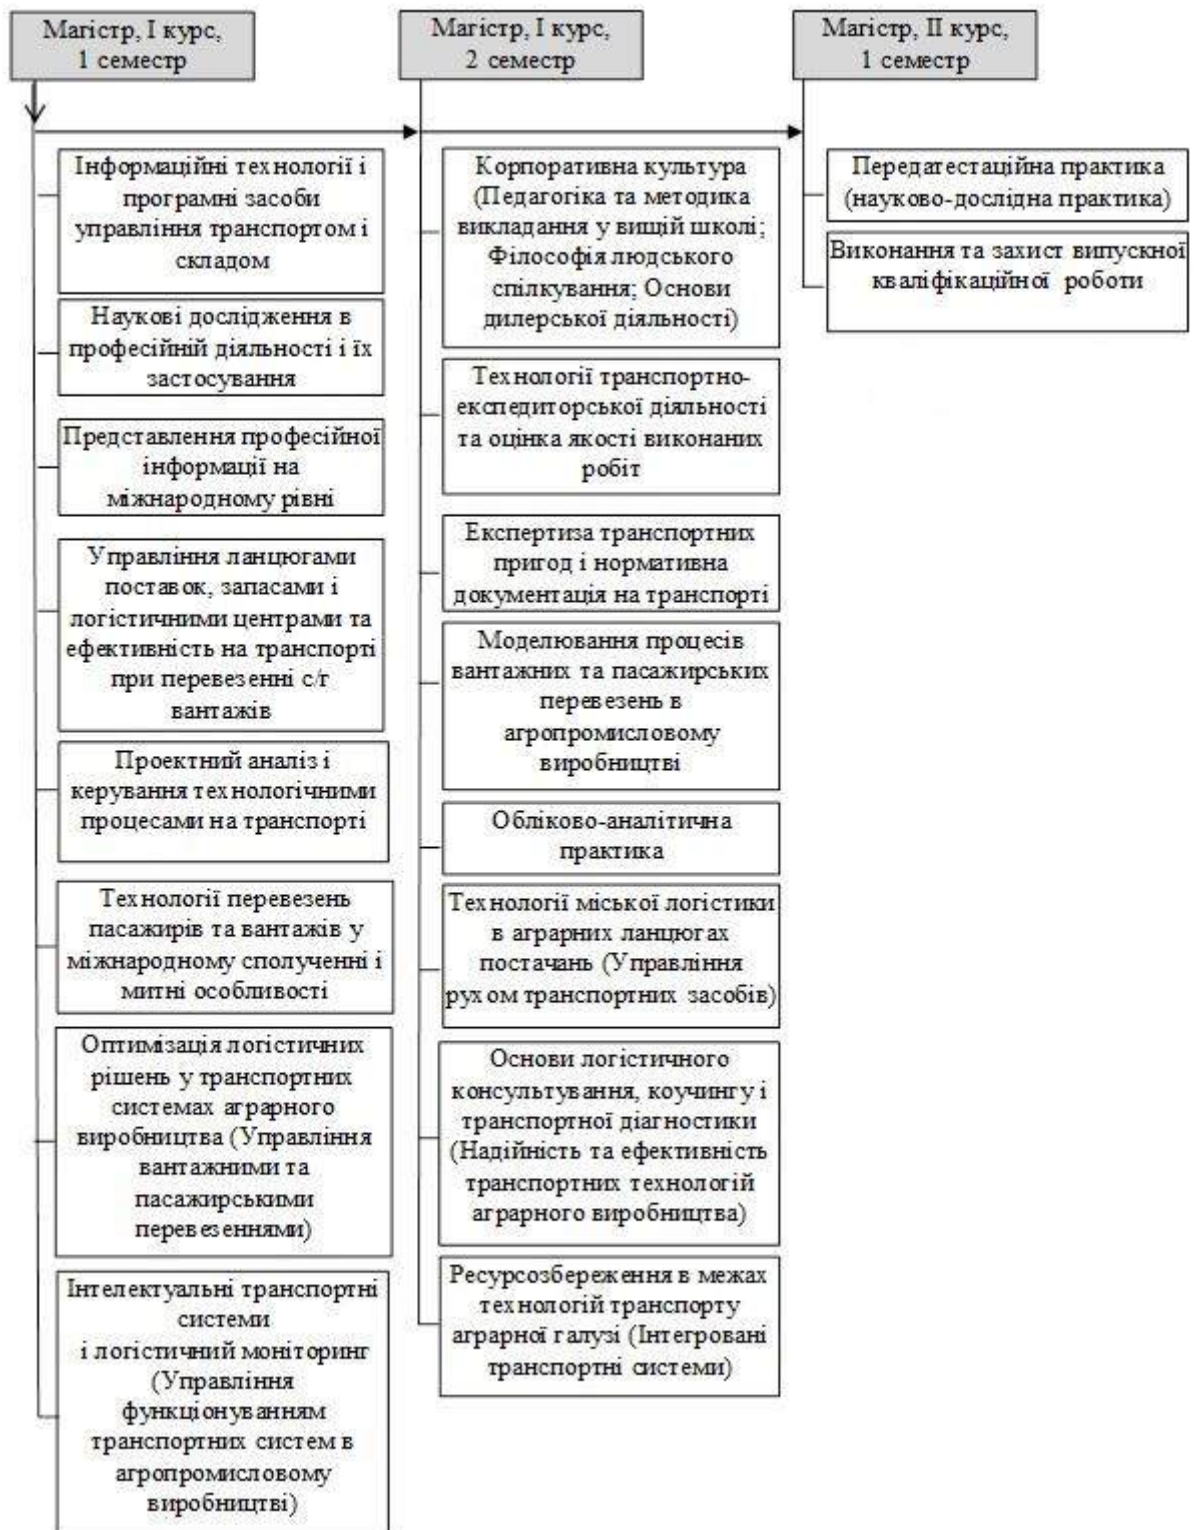 Магістр, І курс,
1 семестр
Магістр, І курс,
2 семестр
Магістр, ІІ курс,
1 семестр
Інформаційні технології і
програмні засоби
управління транспортом і
складом
Наукові дослідження в
професійній діяльності і їх
застосування
Представлення професійної
інформації на
міжнародному рівні
Управління ланцюгами
поставок, запасами і
логістичними центрами та
ефективність на транспорті
при перевезенні с/г
вантажів
Проектний аналіз і
керування технологічними
процесами на транспорті
Технології перевезень
пасажирів та вантажів у
міжнародному сполученні і
митні особливості
Оптимізація логістичних
рішень у транспортних
системах аграрного
виробництва (Управління
вантажними та
пасажирськими
перевезеннями)
Інтелектуальні транспортні
системи
і логістичний моніторинг
(Управління
функціонуванням
транспортних систем в
агропромисловому
виробництві)
Корпоративна культура
(Педагогіка та методика
викладання у вищій школі;
Філософія людського
спілкування; Основи
дилерської діяльності)
Технології транспортно-
експедиторської діяльності
та оцінка якості виконаних
робіт
Експертиза транспортних
пригод і нормативна
документація на транспорті
Моделювання процесів
вантажних та пасажирських
перевезень в
агропромисловому
виробництві
Обліково-аналітична
практика
Технології міської логістики
в аграрних ланцюгах
постачань (Управління
рухом транспортних засобів)
Основи логістичного
консультування, коучингу і
транспортної діагностики
(Надійність та ефективність
транспортних технологій
аграрного виробництва)
Ресурсозбереження в межах
технологій транспорту
аграрної галузі (Інтегровані
транспортні системи)
Передатестаційна практика
(науково-дослідна практика)
Виконання та захист випускної
кваліфікаційної роботи